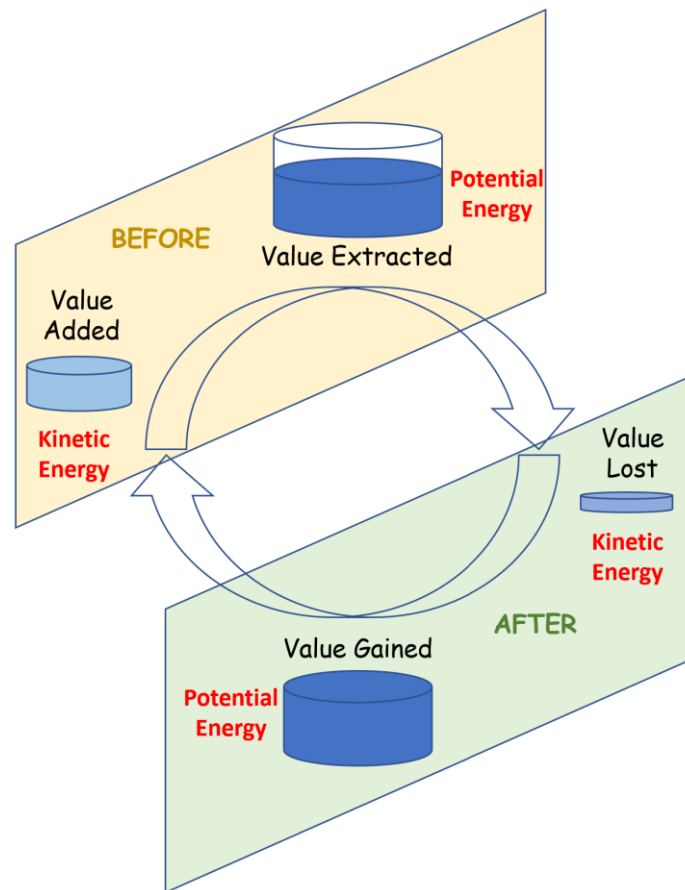 Potential
Energy
BEFORE
Value Extracted
Value
Added
Kinetic
Energy
Value
Lost
Kinetic
Energy
AFTER
Value Gained
Potential
Energy